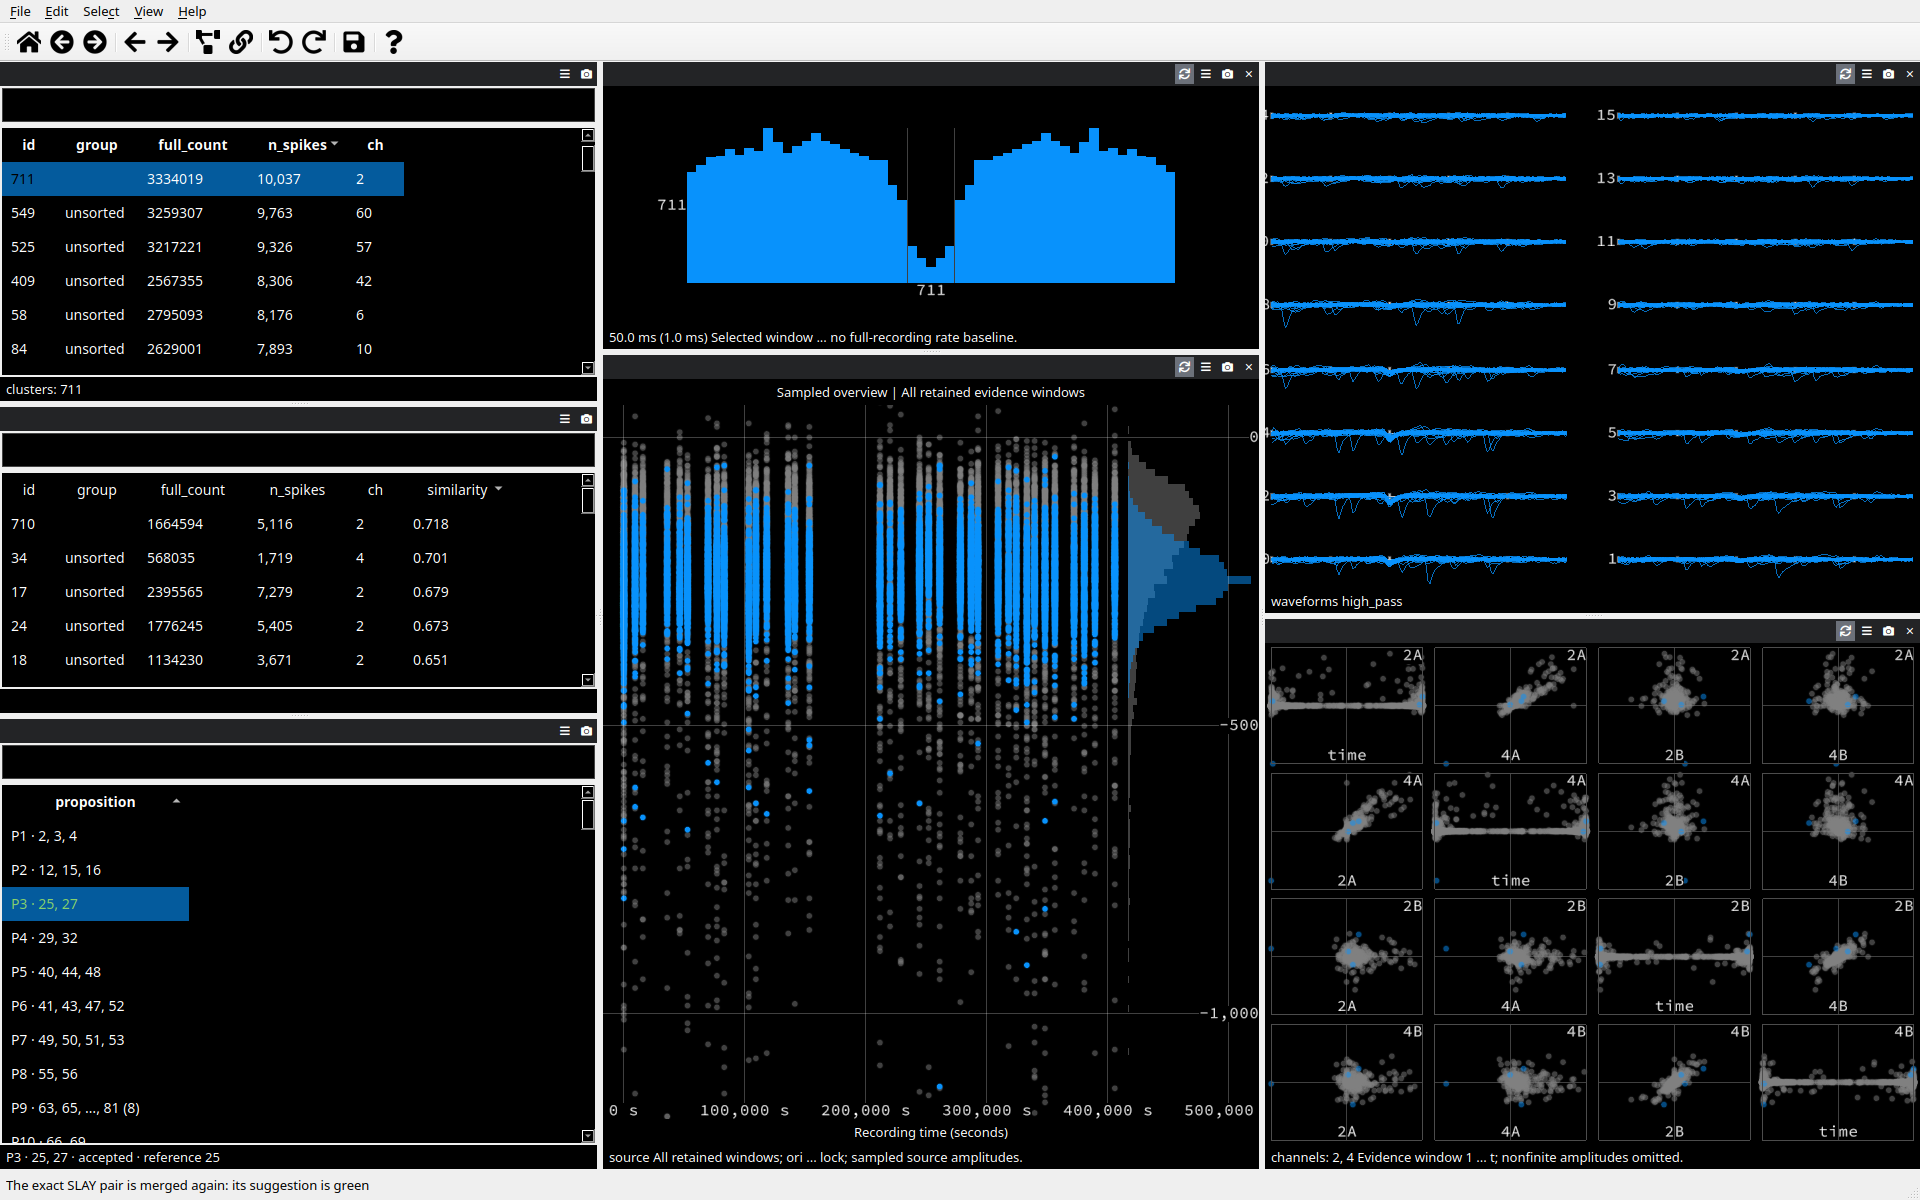 File Edit Select View Help
id group full_count n_spikes ch
711 3334019 10,037 2
549 unsorted 3259307 9,763 60
525 unsorted 3217221 9,326 57
409 unsorted 2567355 8,306 42
58 unsorted 2795093 8,176 6
84 unsorted 2629001 7,893 10
clusters: 711
id group full_count n_spikes ch similarity
710 1664594 5,116 2 0.718
34 unsorted 568035 1,719 4 0.701
17 unsorted 2395565 7,279 2 0.679
24 unsorted 1776245 5,405 2 0.673
18 unsorted 1134230 3,671 2 0.651
proposition
P1 · 2, 3, 4
P2 · 12, 15, 16
P3 · 25, 27
P4 · 29, 32
P5 · 40, 44, 48
P6 · 41, 43, 47, 52
P7 · 49, 50, 51, 53
P8 · 55, 56
P9 · 63, 65, ..., 81 (8)
P10 · 66, 69
P3 · 25, 27 · accepted · reference 25
711
711
50.0 ms (1.0 ms) Selected window ... no full-recording rate baseline.
Sampled overview | All retained evidence windows
0
-500
-1,000
0 s 100,000 s 200,000 s 300,000 s 400,000 s 500,000
Recording time (seconds)
source All retained windows; ori ... lock; sampled source amplitudes.
15
13
11
9
7
5
3
1
waveforms high_pass
2A 2A 2A 2A
time 4A 2B 4B
4A 4A 4A
2A time 2B 4B
2B 2B 2B 2B
2A 4A time 4B
4B 4B 4B 4B
2A 4A 2B time
channels: 2, 4 Evidence window 1 ... t; nonfinite amplitudes omitted.
The exact SLAY pair is merged again: its suggestion is green